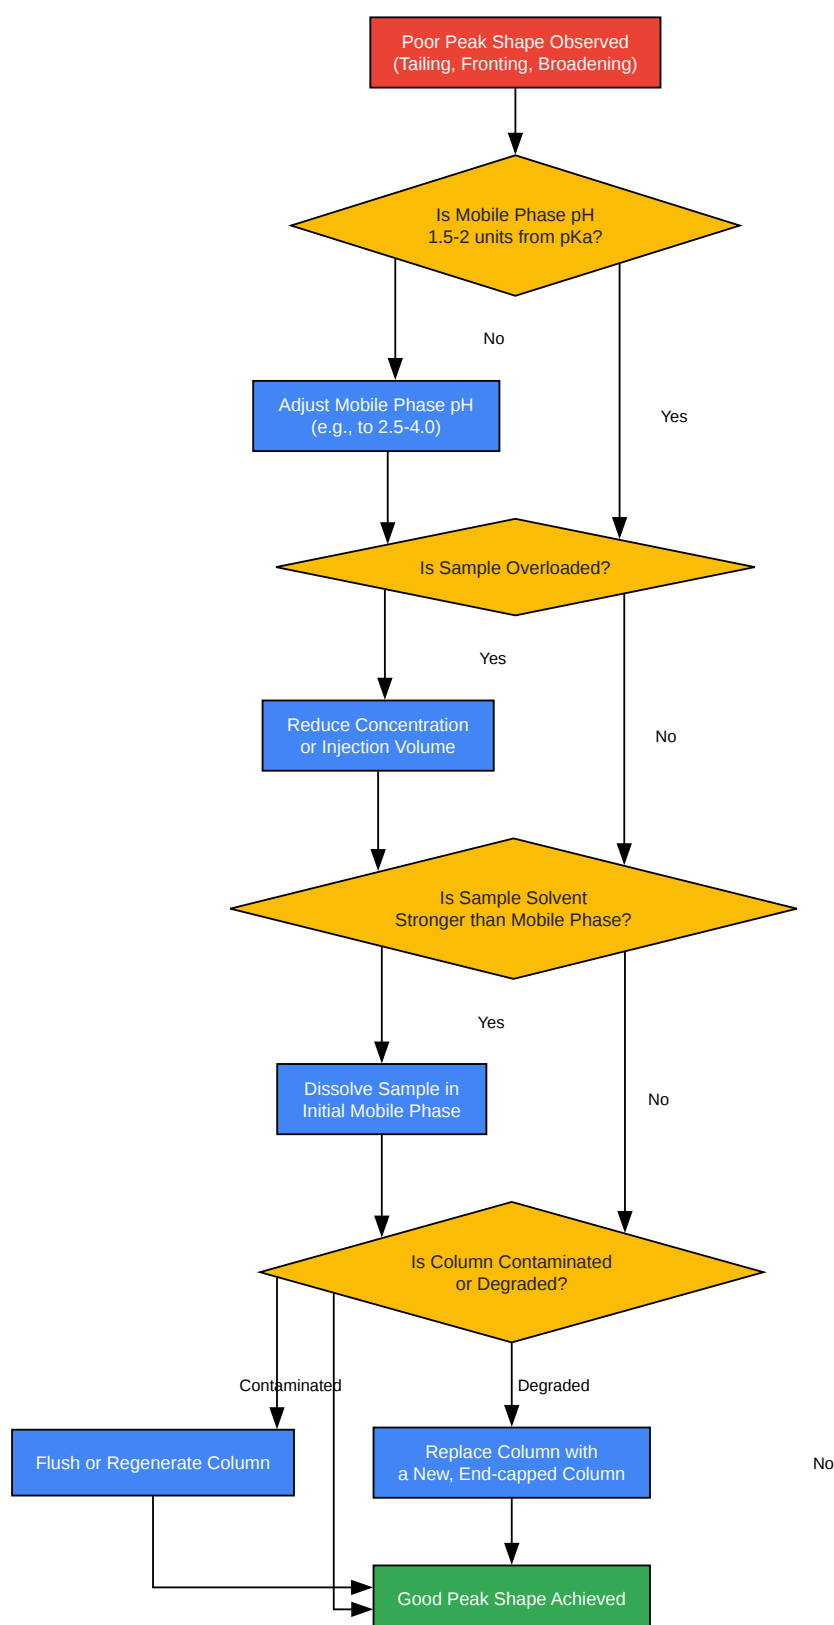 Poor Peak Shape Observed
(Tailing, Fronting, Broadening)
Is Mobile Phase pH
1.5-2 units from pKa?
No
Adjust Mobile Phase pH
(e.g., to 2.5-4.0)
Yes
Is Sample Overloaded?
Yes
Reduce Concentration
or Injection Volume
No
Is Sample Solvent
Stronger than Mobile Phase?
Yes
Dissolve Sample in
Initial Mobile Phase
No
Is Column Contaminated
or Degraded?
Contaminated
Degraded
Flush or Regenerate Column
Replace Column with
a New, End-capped Column
No
Good Peak Shape Achieved